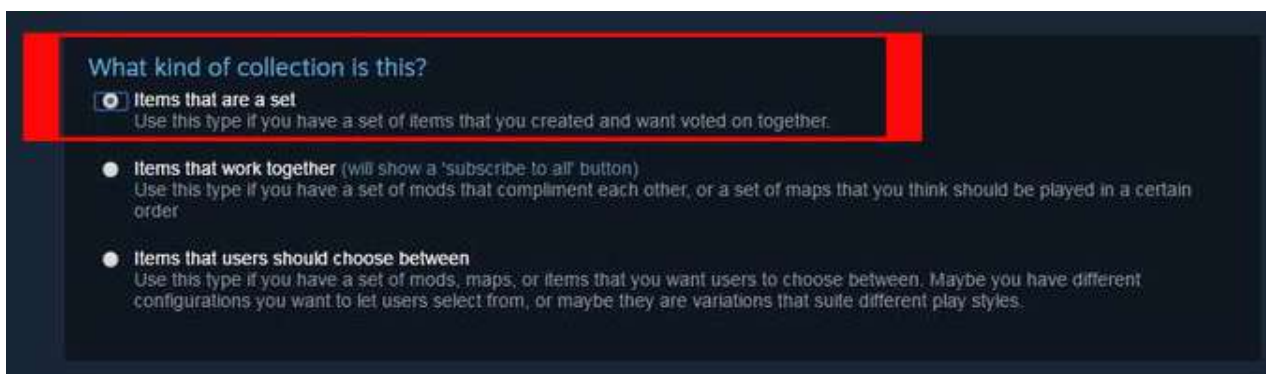 What kind of collection is this?
Items that are a set
Use this type if you have a set of items that you created and want voted on together.
Items that work together (will show a 'subscribe to all' button)
Use this type if you have a set of mods that compliment each other, or a set of maps that you think should be played in a certain
order
Items that users should choose between
Use this type if you have a set of mods, maps, or items that you want users to choose between. Maybe you have different
configurations you want to let users select from, or maybe they are variations that suite different play styles.